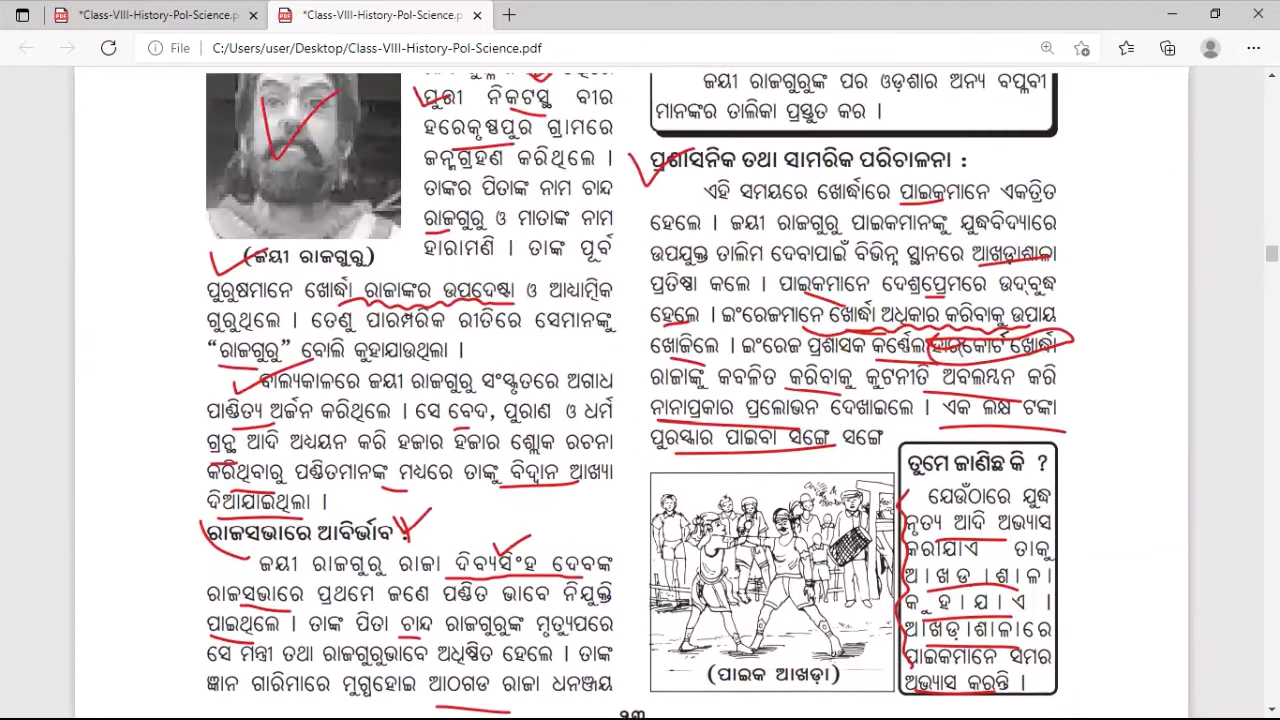 *Class-VIII-History-Pol-Science.p
*Class-VIII-History-Pol-Science.p
File
C:/Users/user/Desktop/Class-VIII-History-Pol-Science.pdf
ପୁରୀ ନିକଟସ୍ଥ ବୀର
ହରେକୃଷ୍ଣପୁର ଗ୍ରାମରେ
ଜନ୍ମଗ୍ରହଣ କରିଥିଲେ ।
ତାଙ୍କର ପିତାଙ୍କ ନାମ ଚାନ୍ଦ
ରାଜଗୁରୁ ଓ ମାତାଙ୍କ ନାମ
ହାରାମଣି । ତାଙ୍କ ପୂର୍ବ
(ଜୟୀ ରାଜଗୁରୁ)
ପୁରୁଷମାନେ ଖୋର୍ଦ୍ଧା ରାଜାଙ୍କର ଉପଦେଷ୍ଟା ଓ ଆଧ୍ୟାତ୍ମିକ
ଗୁରୁଥିଲେ । ତେଣୁ ପାରମ୍ପରିକ ରୀତିରେ ସେମାନଙ୍କୁ
“ରାଜଗୁରୁ” ବୋଲି କୁହାଯାଉଥିଲା ।
ବାଲ୍ୟକାଳରେ ଜୟୀ ରାଜଗୁରୁ ସଂସ୍କୃତରେ ଅଗାଧ
ପାଣ୍ଡିତ୍ୟ ଅର୍ଜନ କରିଥିଲେ । ସେ ବେଦ, ପୁରାଣ ଓ ଧର୍ମ
ଗ୍ରନ୍ଥ ଆଦି ଅଧ୍ୟୟନ କରି ହଜାର ହଜାର ଶ୍ଳୋକ ରଚନା
କରିଥିବାରୁ ପଣ୍ଡିତମାନଙ୍କ ମଧ୍ୟରେ ତାଙ୍କୁ ବିଦ୍ୱାନ ଆଖ୍ୟା
ଦିଆଯାଇଥିଲା ।
ରାଜସଭାରେ ଆବିର୍ଭାବ :
ଜୟୀ ରାଜଗୁରୁ ରାଜା ଦିବ୍ୟସିଂହ ଦେବଙ୍କ
ରାଜସଭାରେ ପ୍ରଥମେ ଜଣେ ପଣ୍ଡିତ ଭାବେ ନିଯୁକ୍ତି
ପାଇଥିଲେ । ତାଙ୍କ ପିତା ଚାନ୍ଦ ରାଜଗୁରୁଙ୍କ ମୃତ୍ୟୁପରେ
ସେ ମନ୍ତ୍ରୀ ତଥା ରାଜଗୁରୁଭାବେ ଅଧିଷ୍ଠିତ ହେଲେ । ତାଙ୍କ
ଜ୍ଞାନ ଗାରିମାରେ ମୁଗ୍ଧହୋଇ ଆଠଗଡ ରାଜା ଧନଞ୍ଜୟ
ଜୟୀ ରାଜଗୁରୁଙ୍କ ପର ଓଡ଼ଶାର ଅନ୍ୟ ବିପ୍ଳବୀ
ମାନଙ୍କର ତାଲିକା ପ୍ରସ୍ତୁତ କର ।
ପ୍ରଶାସନିକ ତଥା ସାମରିକ ପରିଚାଳନା :
ଏହି ସମୟରେ ଖୋର୍ଦ୍ଧାରେ ପାଇକମାନେ ଏକତ୍ରିତ
ହେଲେ । ଜୟୀ ରାଜଗୁରୁ ପାଇକମାନଙ୍କୁ ଯୁଦ୍ଧବିଦ୍ୟାରେ
ଉପଯୁକ୍ତ ତାଲିମ ଦେବାପାଇଁ ବିଭିନ୍ନ ସ୍ଥାନରେ ଆଖଡ଼ାଶାଳା
ପ୍ରତିଷ୍ଠା କଲେ । ପାଇକମାନେ ଦେଶପ୍ରେମରେ ଉଦ୍‌ବୁଦ୍ଧ
ହେଲେ । ଇଂରେଜମାନେ ଖୋର୍ଦ୍ଧା ଅଧିକାର କରିବାକୁ ଉପାୟ
ଖୋଜିଲେ । ଇଂରେଜ ପ୍ରଶାସକ କର୍ଣ୍ଣେଲ ହାର୍‌କୋର୍ଟ ଖୋର୍ଦ୍ଧା
ରାଜାଙ୍କୁ କବଳିତ କରିବାକୁ କୁଟନୀତି ଅବଲମ୍ବନ କରି
ନାନାପ୍ରକାର ପ୍ରଲୋଭନ ଦେଖାଇଲେ । ଏକ ଲକ୍ଷ ଟଙ୍କା
ପୁରସ୍କାର ପାଇବା ସଙ୍ଗେ ସଙ୍ଗେ
(ପାଇକ ଆଖଡ଼ା)
ତୁମେ ଜାଣିଛ କି ?
ଯେଉଁଠାରେ ଯୁଦ୍ଧ
ନୃତ୍ୟ ଆଦି ଅଭ୍ୟାସ
କରାଯାଏ ତାକୁ
ଆଖଡ଼ାଶାଳା
କୁହାଯାଏ ।
ଆଖଡ଼ାଶାଳାରେ
ପାଇକମାନେ ସମର
ଅଭ୍ୟାସ କରନ୍ତି ।